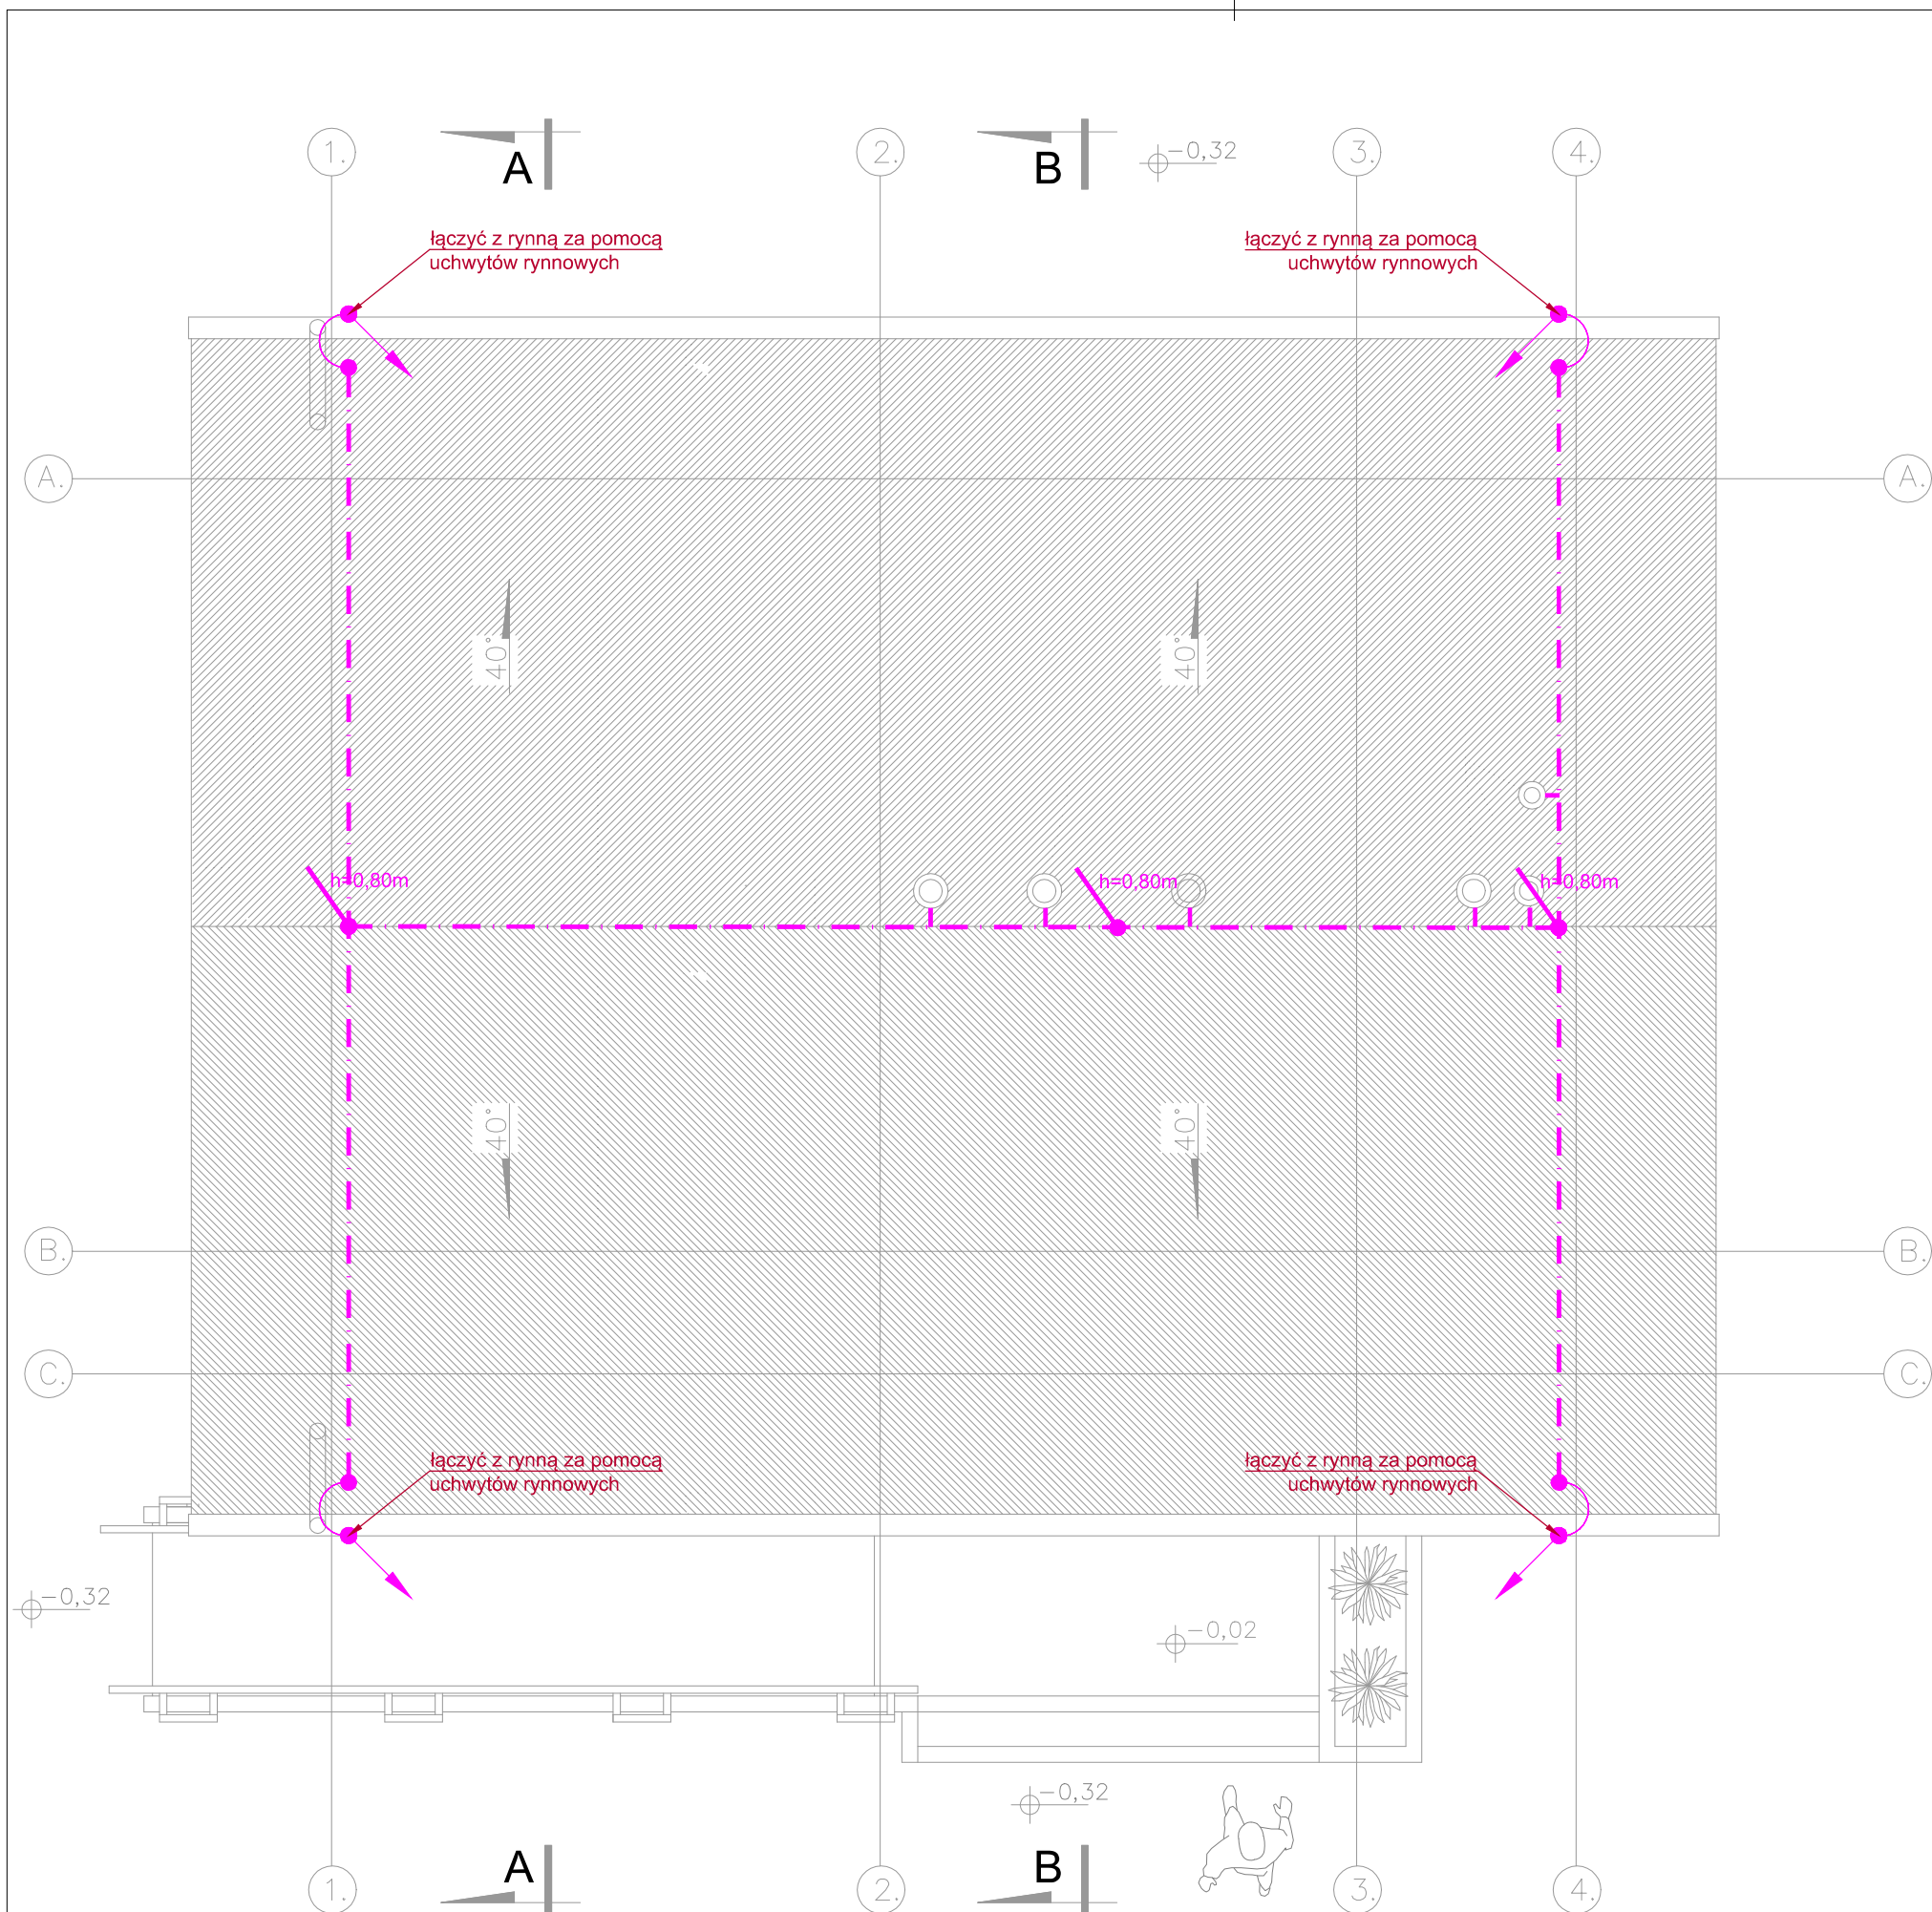 1.
A
2.
B
-0,32
3.
4.
łączyć z rynną za pomocą
uchwytów rynnowych
łączyć z rynną za pomocą
uchwytów rynnowych
A.
A.
40°
40°
h=0,80m
h=0,80m
h=0,80m
40°
40°
B.
B.
C.
C.
łączyć z rynną za pomocą
uchwytów rynnowych
łączyć z rynną za pomocą
uchwytów rynnowych
-0,32
-0,02
-0,32
1.
A
2.
B
3.
4.